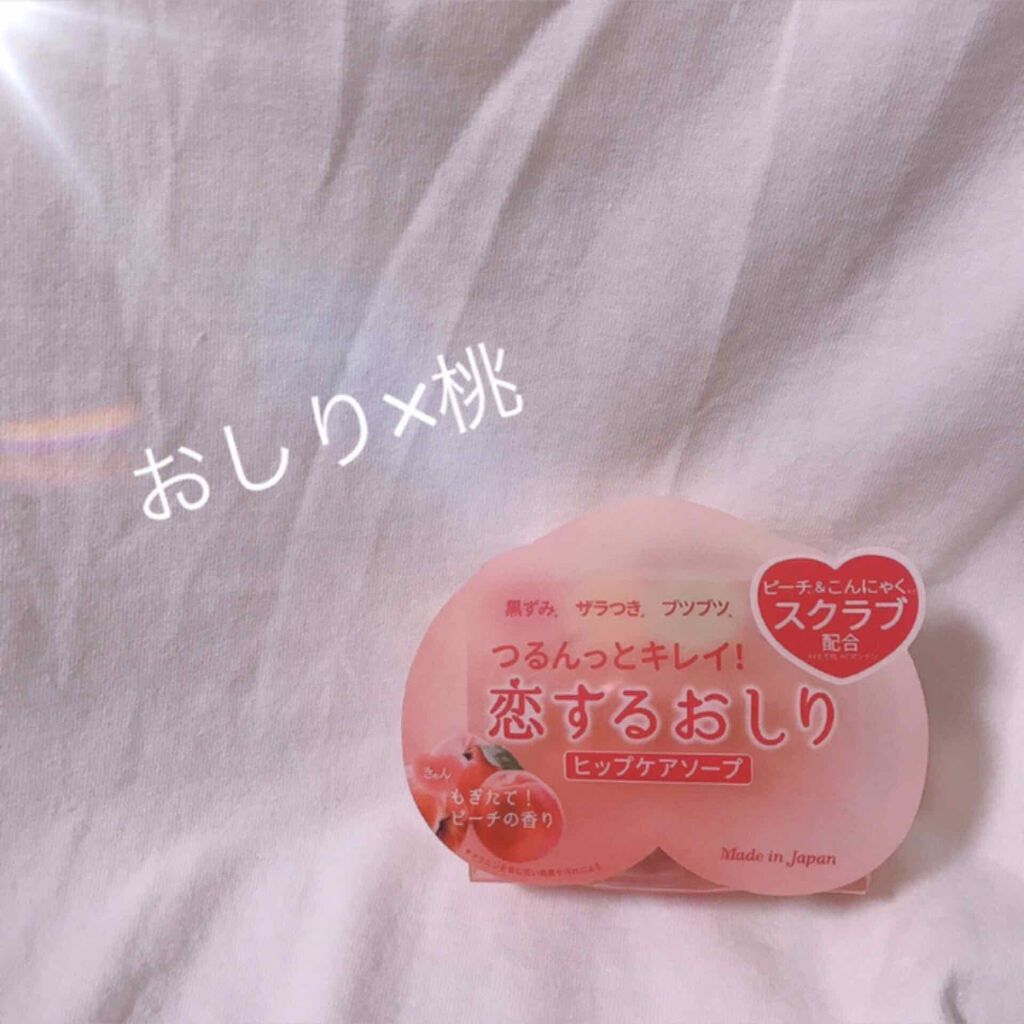 おしり×桃
ピーチ&こんにゃく
スクラブ
配合
黒ずみ ザラつき ブツブツ
つるんっとキレイ!
恋するおしり
ヒップケアソープ
もぎたて!
ピーチの香り
Made in Japan